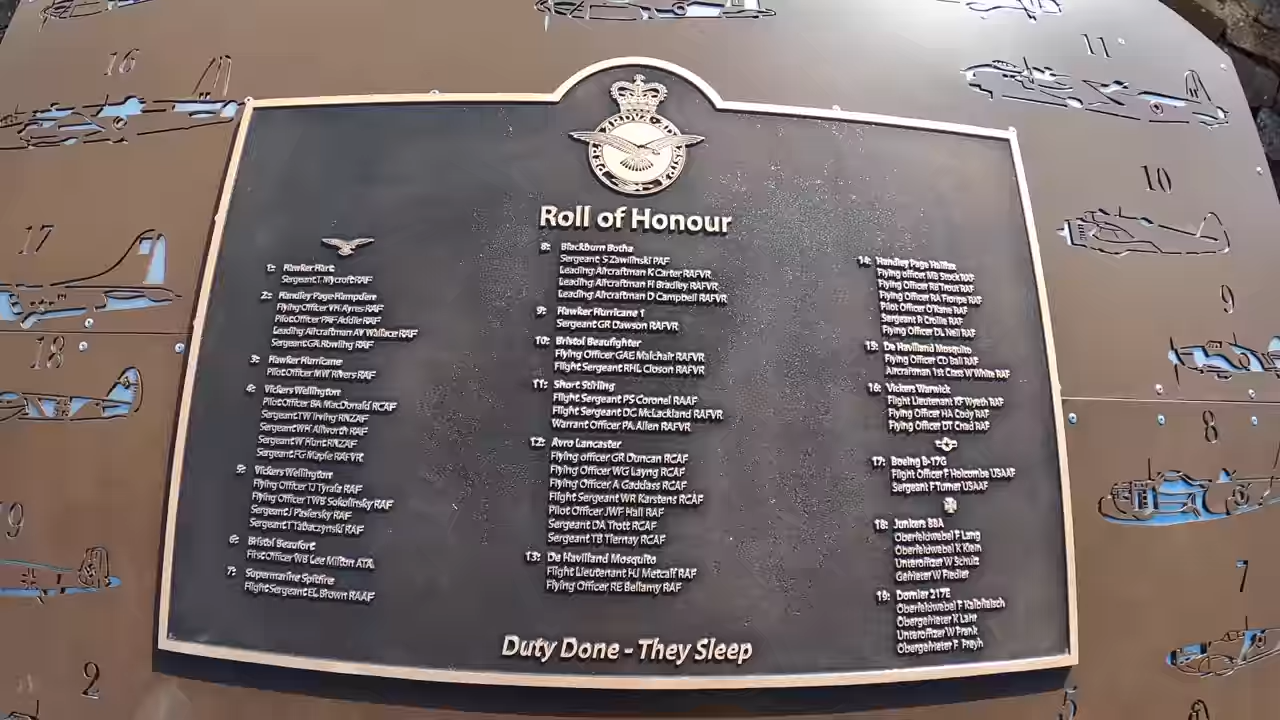 16
11
10
17
9
18
8
9
7
2
5
PER ARDVA AD ASTRA
Roll of Honour
1: Hawker Hart
Sergeant T Mycroft RAF
2: Handley Page Hampden
Flying Officer VH Ayres RAF
Pilot Officer PAF Addie RAF
Leading Aircraftman AV Wallace RAF
Sergeant GA Rowling RAF
3: Hawker Hurricane
Pilot Officer MW Rivers RAF
4: Vickers Wellington
Pilot Officer BA MacDonald RCAF
Sergeant TW Irving RNZAF
Sergeant WH Allworth RAF
Sergeant W Hunt RNZAF
Sergeant FG Maple RAFVR
5: Vickers Wellington
Flying Officer TJ Tyrala RAF
Flying Officer TWB Sokolinsky RAF
Sergeant J Pasiersky RAF
Sergeant T Tabaczynski RAF
6: Bristol Beaufort
First Officer WB Lee Milton ATA
7: Supermarine Spitfire
Flight Sergeant EL Brown RAAF
8: Blackburn Botha
Sergeant S Zawilinski PAF
Leading Aircraftman K Carter RAFVR
Leading Aircraftman H Bradley RAFVR
Leading Aircraftman D Campbell RAFVR
9: Hawker Hurricane 1
Sergeant GR Dawson RAFVR
10: Bristol Beaufighter
Flying Officer GAE Malchair RAFVR
Flight Sergeant RHL Closon RAFVR
11: Short Stirling
Flight Sergeant PS Coronel RAAF
Flight Sergeant DC McLackland RAFVR
Warrant Officer PA Allen RAFVR
12: Avro Lancaster
Flying officer GR Duncan RCAF
Flying Officer WG Layng RCAF
Flying Officer A Gaddass RCAF
Flight Sergeant WR Karstens RCAF
Pilot Officer JWF Hall RAF
Sergeant DA Trott RCAF
Sergeant TB Tierney RCAF
13: De Havilland Mosquito
Flight Lieutenant HJ Metcalf RAF
Flying Officer RE Bellamy RAF
14: Handley Page Halifax
Flying officer MB Stock RAF
Flying Officer RB Trout RAF
Flying Officer RA RAF
Pilot Officer O'Kane RAF
Sergeant R RAF
Flying Officer DL Nell RAF
15: De Havilland Mosquito
Flying Officer CD Ball RAF
Aircraftman 1st Class W White RAF
16: Vickers Warwick
Flight Lieutenant KF Wyeth RAF
Flying Officer HA Cody RAF
Flying Officer DT Chad RAF
17: Boeing B-17G
Flight Officer F Holcombe USAAF
Sergeant F Turner USAAF
18: Junkers 88A
Oberfeldwebel F Lang
Oberfeldwebel K Klein
Unteroffizer W Schulz
Gefrieter W Fiedler
19: Dornier 217E
Oberfeldwebel F Kalbfleisch
Obergefrieter K Lahr
Unteroffizer W Frank
Obergefrieter F Freyh
Duty Done - They Sleep